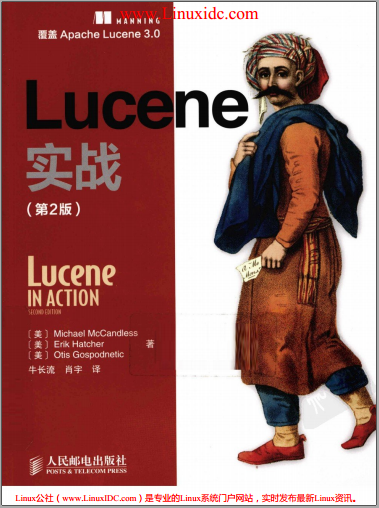 MANNING
www.Linuxidc.com
覆盖 Apache Lucene 3.0
Lucene
实战
（第2版）
Lucene
IN ACTION
SECOND EDITION
［美］ Michael McCandless
［美］ Erik Hatcher 著
［美］ Otis Gospodnetic
牛长流 肖宇 译
人民邮电出版社
POSTS & TELECOM PRESS
Linux公社（www.LinuxIDC.com）是专业的Linux系统门户网站，实时发布最新Linux资讯。